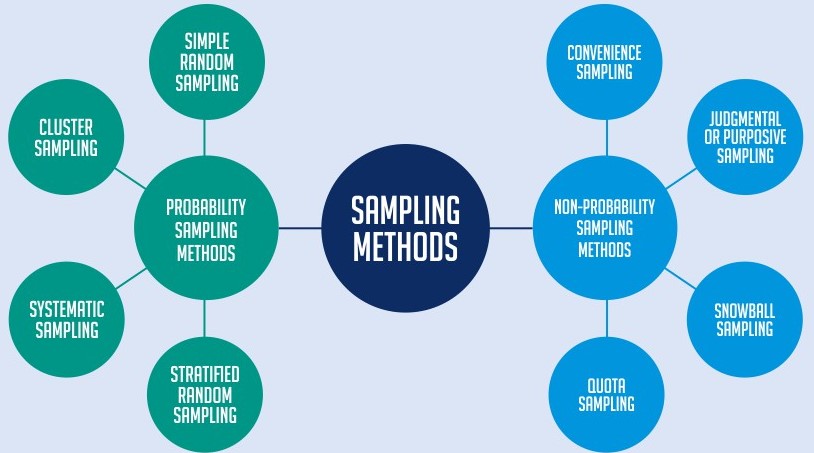 SIMPLE
RANDOM
SAMPLING
CLUSTER
SAMPLING
PROBABILITY
SAMPLING
METHODS
SYSTEMATIC
SAMPLING
STRATIFIED
RANDOM
SAMPLING
SAMPLING
METHODS
CONVENIENCE
SAMPLING
JUDGMENTAL
OR PURPOSIVE
SAMPLING
NON-PROBABILITY
SAMPLING
METHODS
SNOWBALL
SAMPLING
QUOTA
SAMPLING